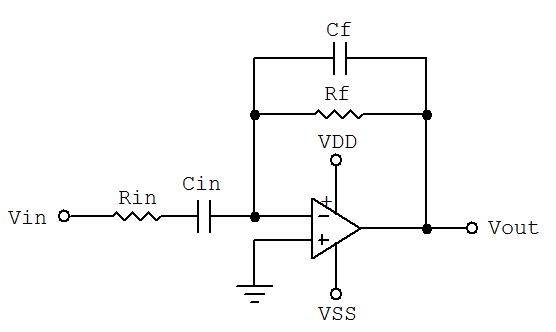 Cf
Rf
VDD
Cin
Rin
Vin
+
−
+
Vout
VSS